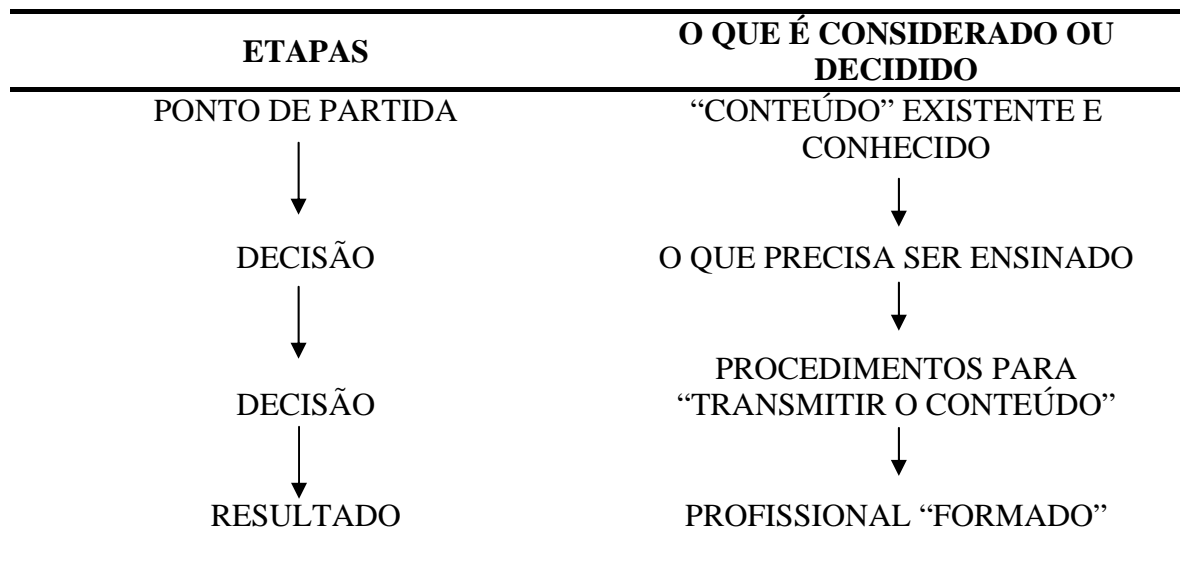 ETAPAS
O QUE É CONSIDERADO OU
DECIDIDO
PONTO DE PARTIDA
“CONTEÚDO” EXISTENTE E
CONHECIDO
DECISÃO
O QUE PRECISA SER ENSINADO
DECISÃO
PROCEDIMENTOS PARA
“TRANSMITIR O CONTEÚDO”
RESULTADO
PROFISSIONAL “FORMADO”